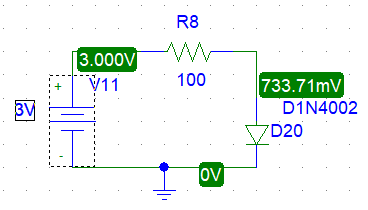 R8
3.000V
+
V11
100
733.71mV
3V
D1N4002
D20
-
0V